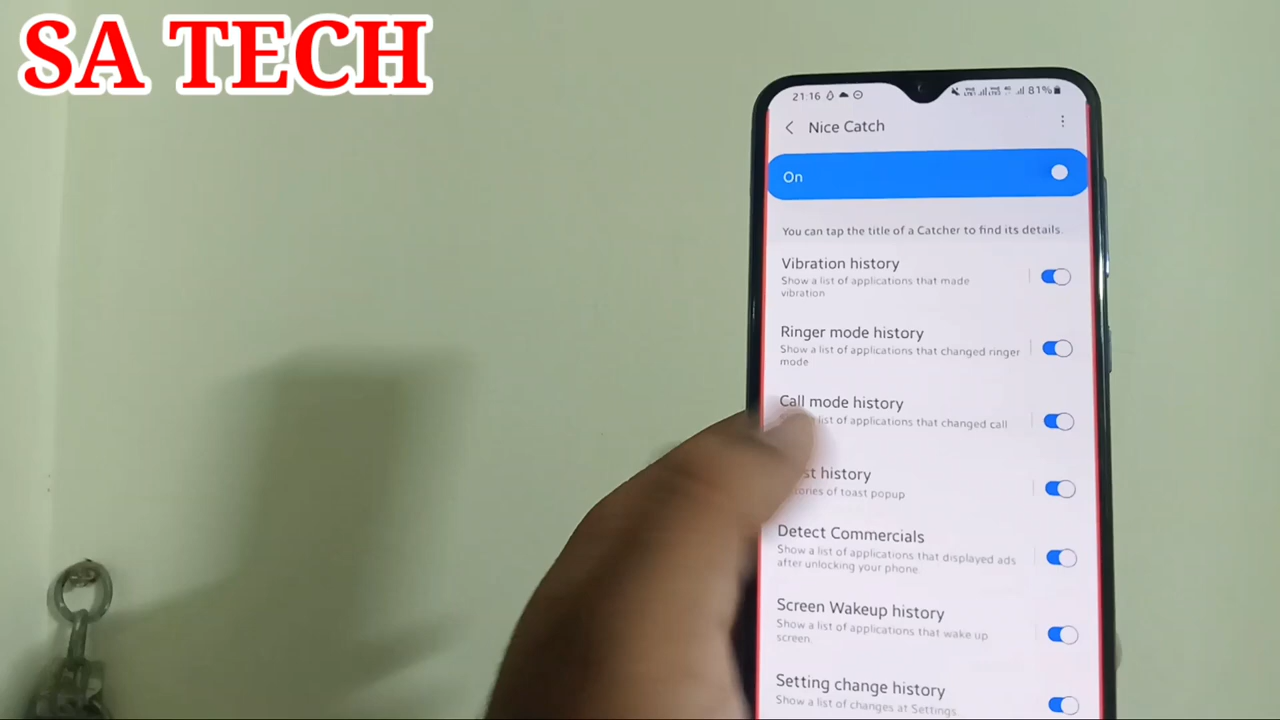 SA TECH
21:16
81%
Nice Catch
On
You can tap the title of a Catcher to find its details.
Vibration history
Show a list of applications that made
vibration
Ringer mode history
Show a list of applications that changed ringer
mode
Call mode history
list of applications that changed call
history
of toast popup
Detect Commercials
Show a list of applications that displayed ads
after unlocking your phone.
Screen Wakeup history
Show a list of applications that wake up
screen.
Setting change history
Show a list of changes at Settings.